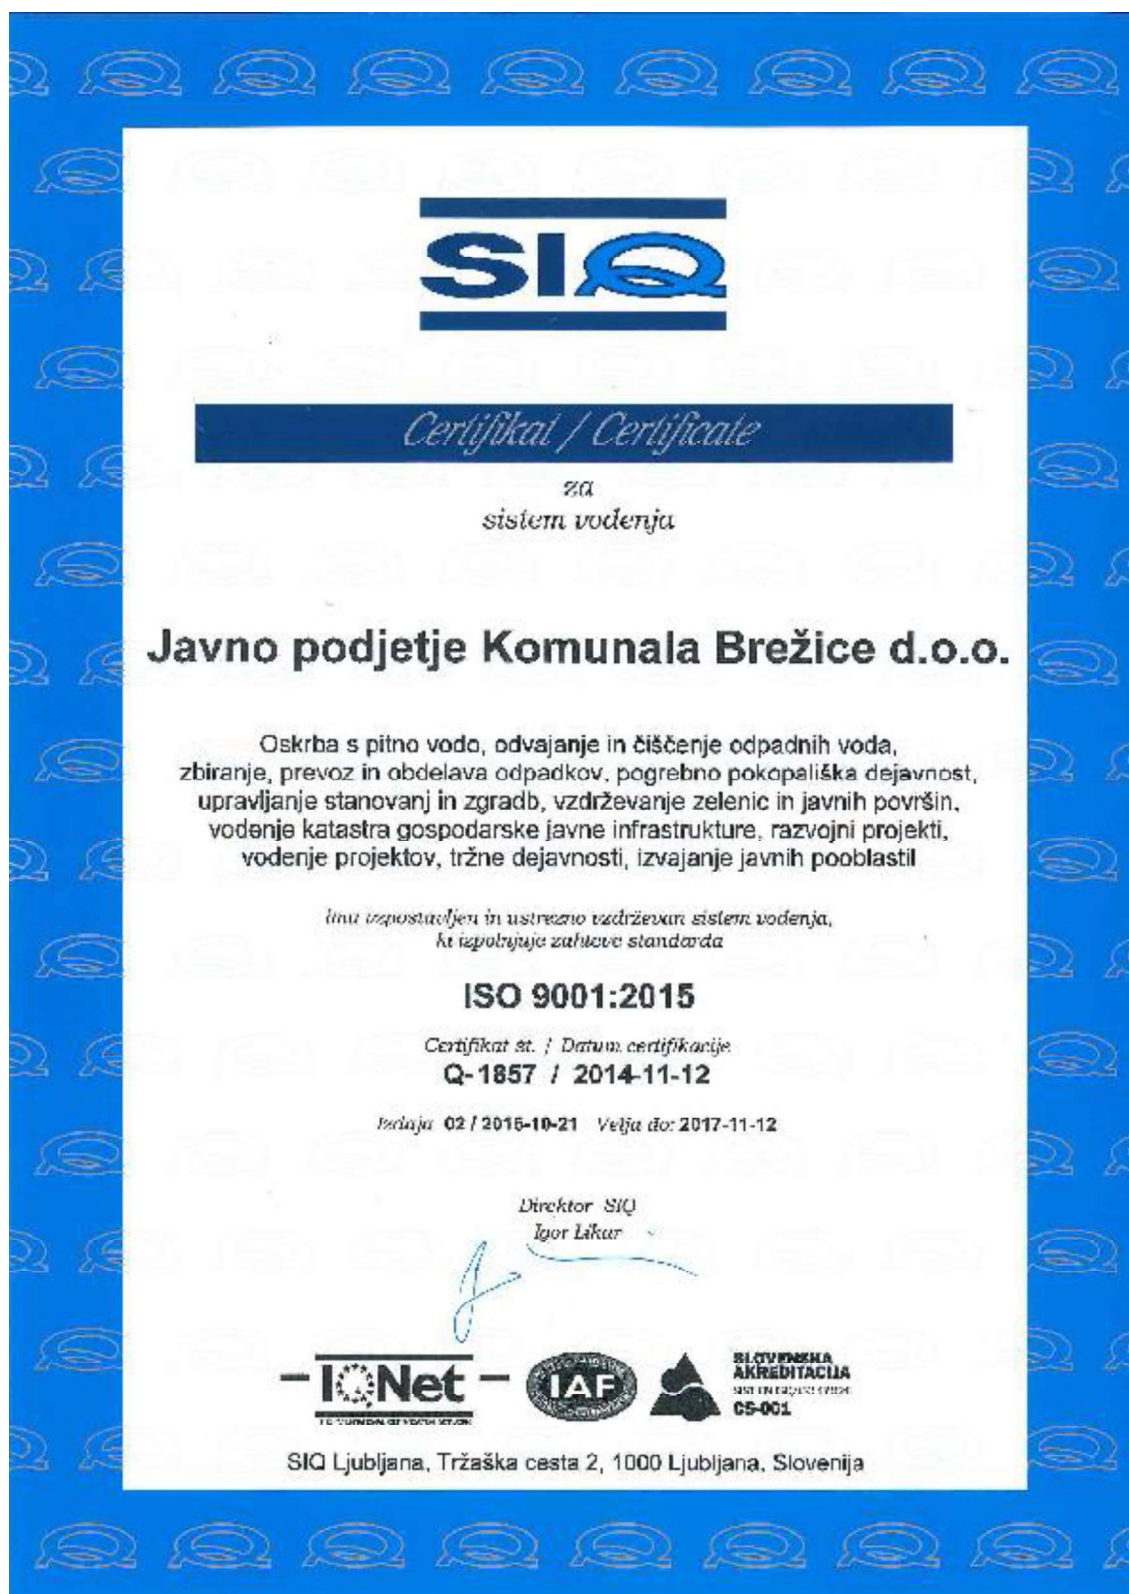 SIQ
Certifikat / Certificate
za
sistem vodenja
Javno podjetje Komunala Brežice d.o.o.
Oskrba s pitno vodo, odvajanje in čiščenje odpadnih voda,
zbiranje, prevoz in obdelava odpadkov, pogrebno pokopališka dejavnost,
upravljanje stanovanj in zgradb, vzdrževanje zelenic in javnih površin,
vodenje katastra gospodarske javne infrastrukture, razvojni projekti,
vodenje projektov, tržne dejavnosti, izvajanje javnih pooblastil
ima vzpostavljen in ustrezno vzdrževan sistem vodenja,
ki izpolnjuje zahteve standarda
ISO 9001:2015
Certifikat št. / Datum certifikacije
Q-1857 / 2014-11-12
Izdaja 02 / Velja do: 2017-11-12
Direktor SIQ
Igor Likar
IQNet
IAF
SLOVENSKA
AKREDITACIJA
CS-001
SIQ Ljubljana, Tržaška cesta 2, 1000 Ljubljana, Slovenija